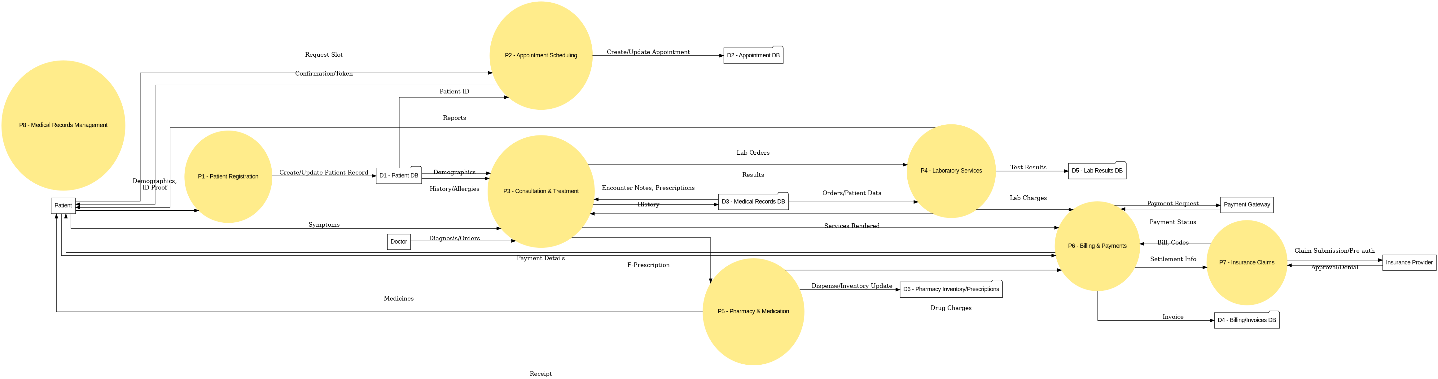 Request Slot
P2 - Appointment Scheduling
Create/Update Appointment
D2 - Appointment DB
Confirmation/Token
Patient ID
P8 - Medical Records Management
Reports
Lab Orders
Demographics,
ID Proof
P1 - Patient Registration
Create/Update Patient Record
D1 - Patient DB
Demographics
History/Allergies
P3 - Consultation & Treatment
Results
P4 - Laboratory Services
Test Results
D5 - Lab Results DB
Patient
Encounter Notes, Prescriptions
History
D3 - Medical Records DB
Orders/Patient Data
Lab Charges
Payment Request
Payment Gateway
Symptoms
Services Rendered
Payment Status
Doctor
Diagnosis/Orders
P6 - Billing & Payments
Bill, Codes
Claim Submission/Pre-auth
Payment Details
E-Prescription
Settlement Info
P7 - Insurance Claims
Insurance Provider
Approval/Denial
Dispense/Inventory Update
D6 - Pharmacy Inventory/Prescriptions
Medicines
P5 - Pharmacy & Medication
Drug Charges
Invoice
D4 - Billing/Invoices DB
Receipt